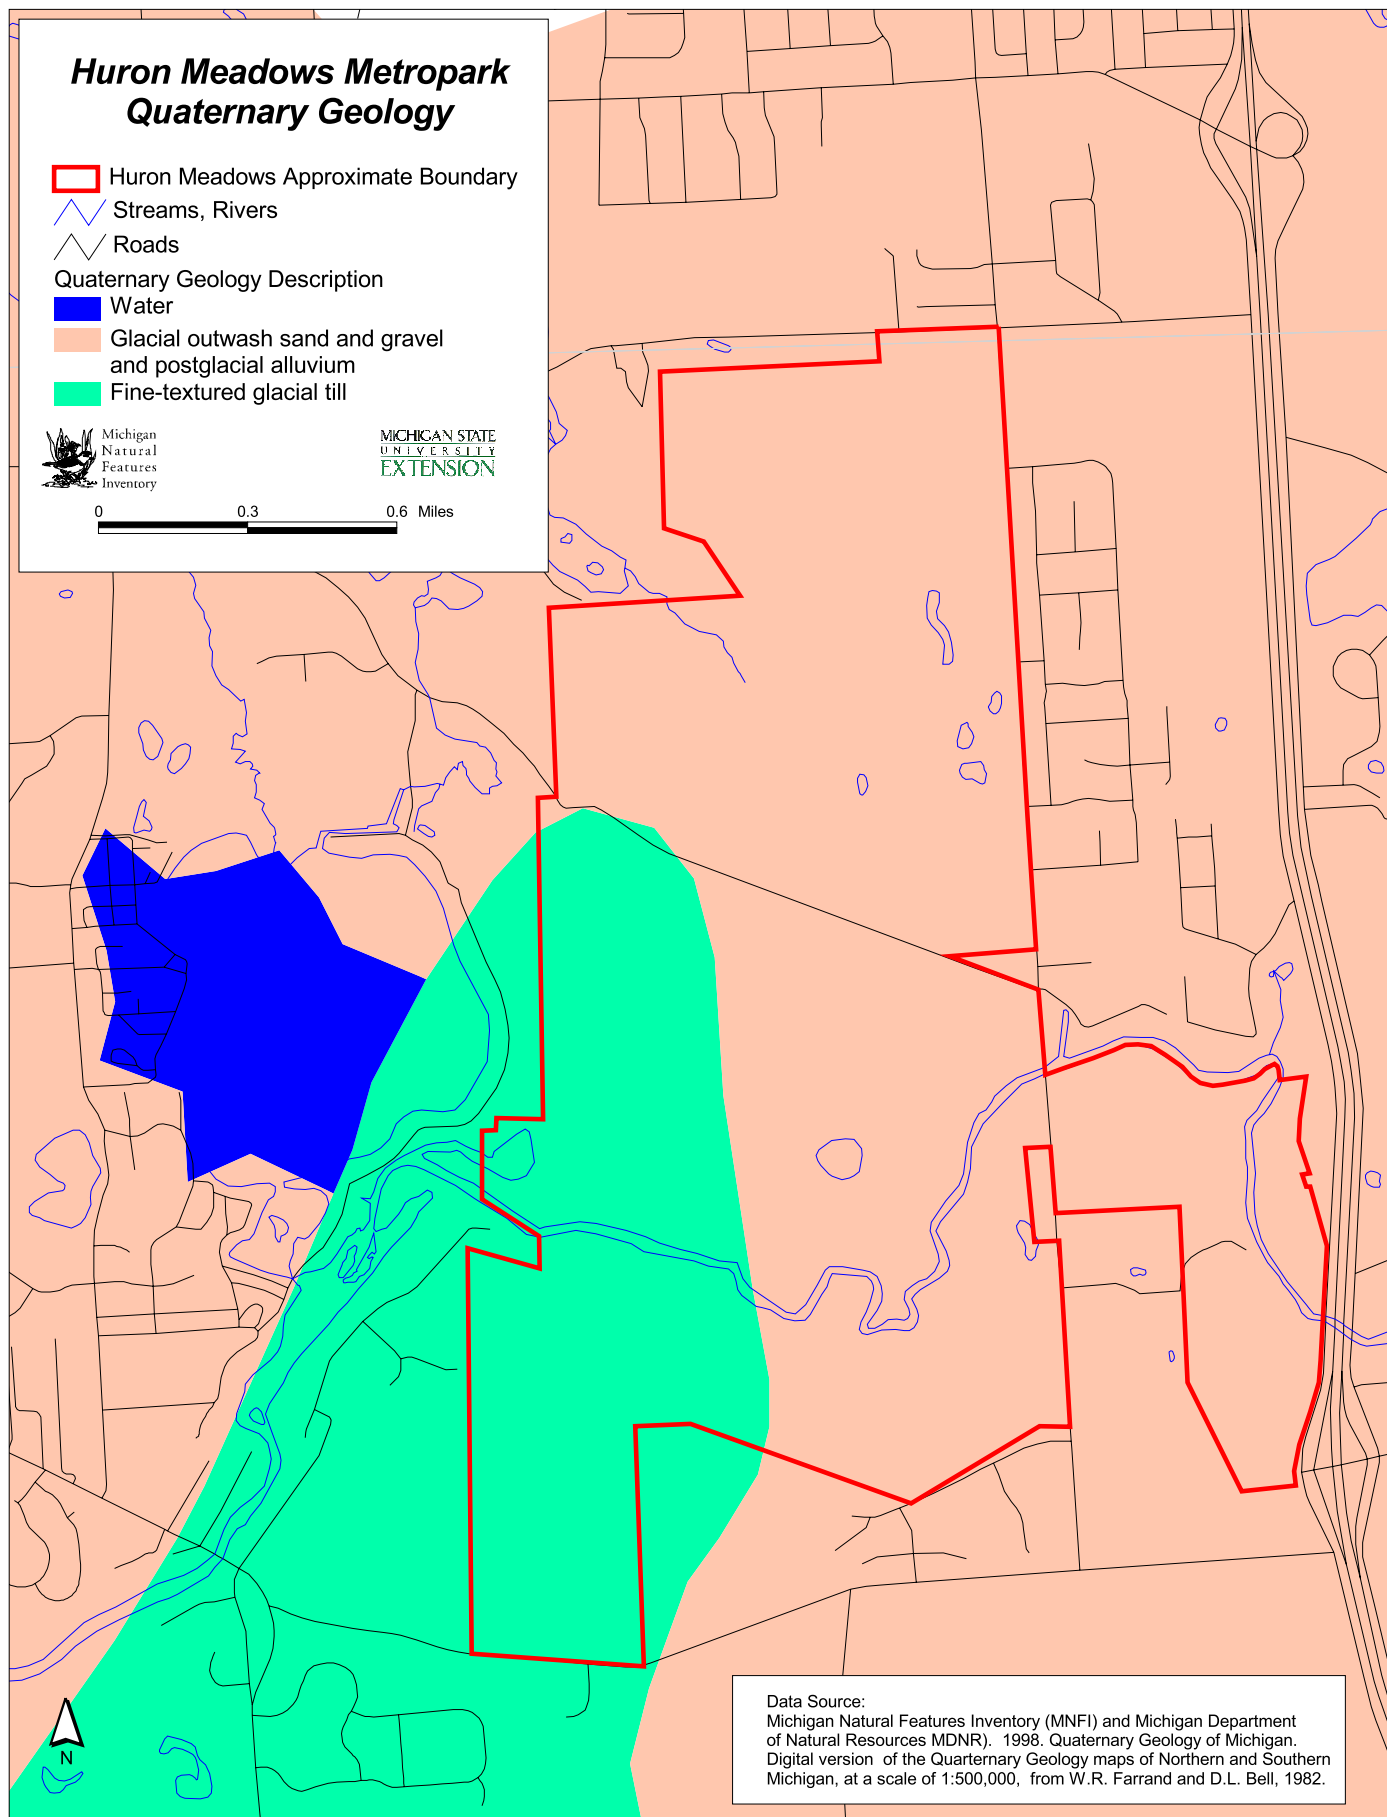 Huron Meadows Metropark
Quaternary Geology
Huron Meadows Approximate Boundary
Streams, Rivers
Roads
Quaternary Geology Description
Water
Glacial outwash sand and gravel
and postglacial alluvium
Fine-textured glacial till
Michigan
Natural
Features
Inventory
MICHIGAN STATE
UNIVERSITY
EXTENSION
0 0.3 0.6 Miles
N
Data Source:
Michigan Natural Features Inventory (MNFI) and Michigan Department
of Natural Resources MDNR). 1998. Quaternary Geology of Michigan.
Digital version of the Quarternary Geology maps of Northern and Southern
Michigan, at a scale of 1:500,000, from W.R. Farrand and D.L. Bell, 1982.